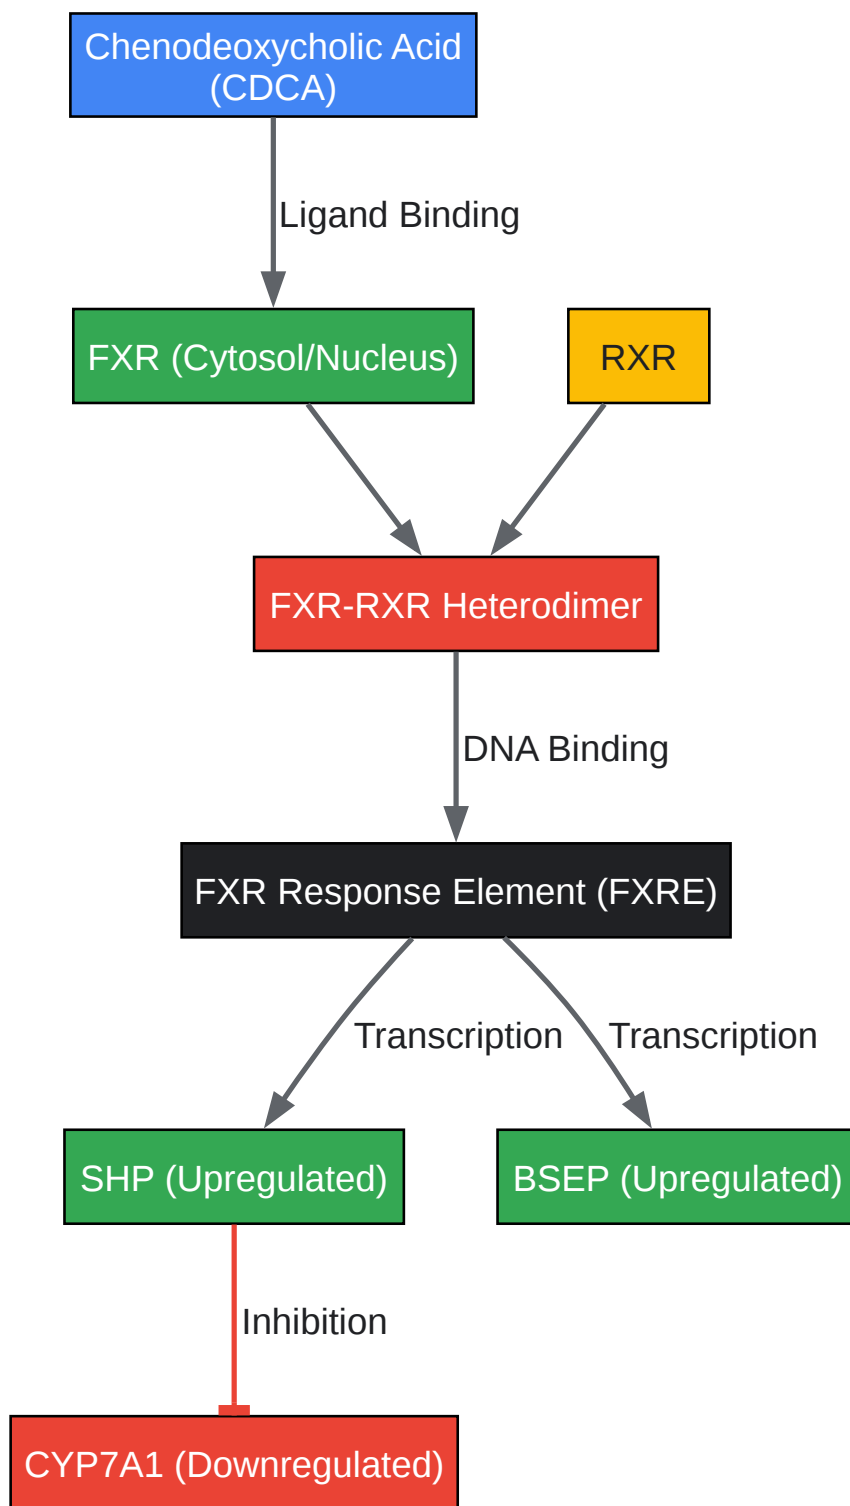 Chenodeoxycholic Acid
(CDCA)
Ligand Binding
FXR (Cytosol/Nucleus)
RXR
FXR-RXR Heterodimer
DNA Binding
FXR Response Element (FXRE)
Transcription
Transcription
SHP (Upregulated)
BSEP (Upregulated)
Inhibition
CYP7A1 (Downregulated)